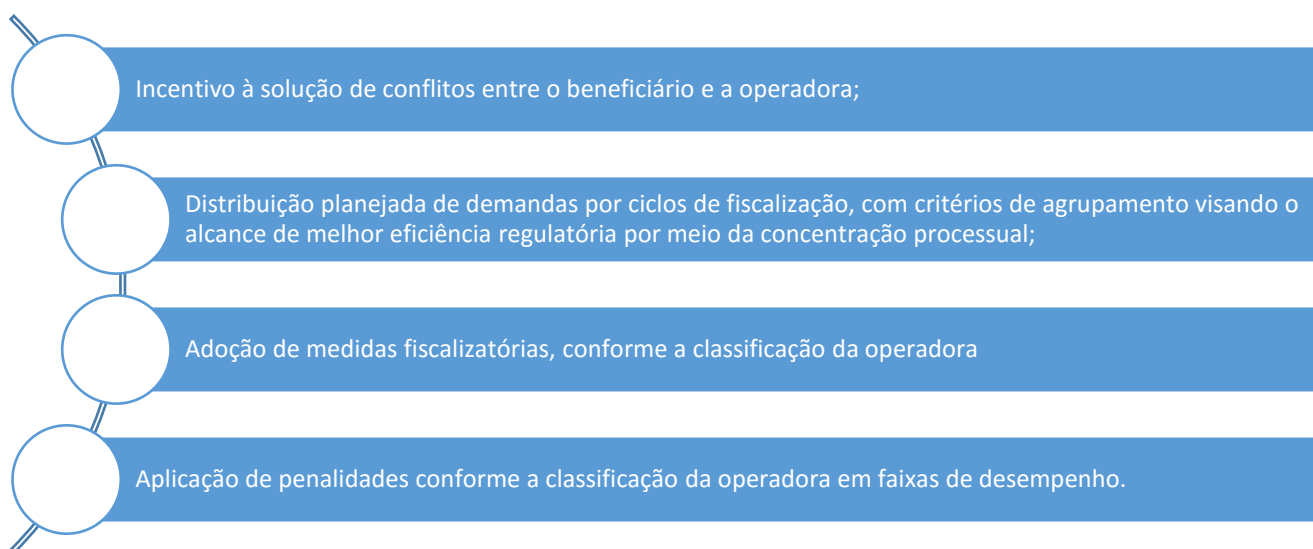 Incentivo à solução de conflitos entre o beneficiário e a operadora;
Distribuição planejada de demandas por ciclos de fiscalização, com critérios de agrupamento visando o
alcance de melhor eficiência regulatória por meio da concentração processual;
Adoção de medidas fiscalizatórias, conforme a classificação da operadora
Aplicação de penalidades conforme a classificação da operadora em faixas de desempenho.